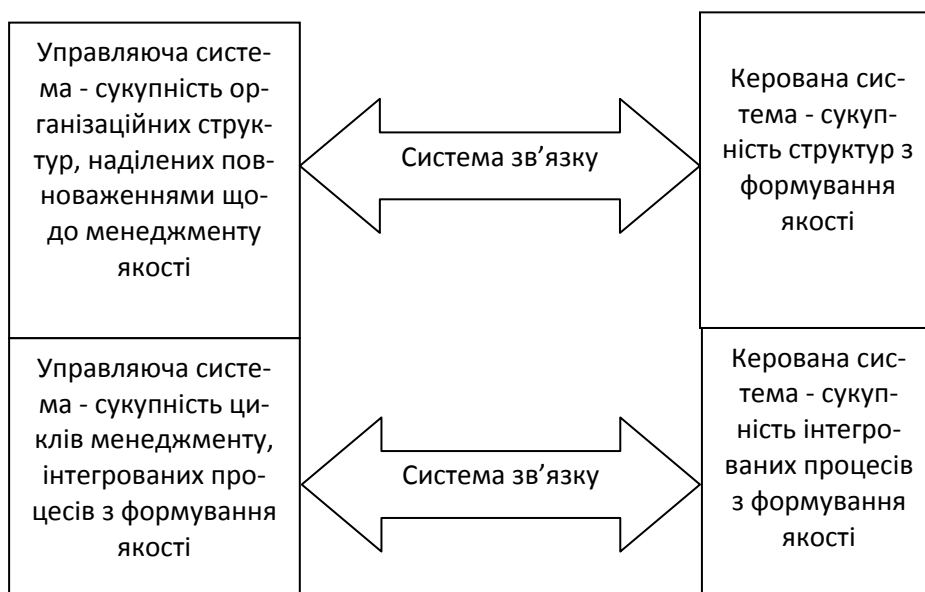 Управляюча систе-
ма - сукупність ор-
ганізаційних струк-
тур, наділених пов-
новаженнями що-
до менеджменту
якості
Система зв’язку
Керована сис-
тема - сукуп-
ність структур з
формування
якості
Управляюча систе-
ма - сукупність ци-
клів менеджменту,
інтегрованих про-
цесів з формування
якості
Система зв’язку
Керована сис-
тема - сукуп-
ність інтегро-
ваних процесів
з формування
якості